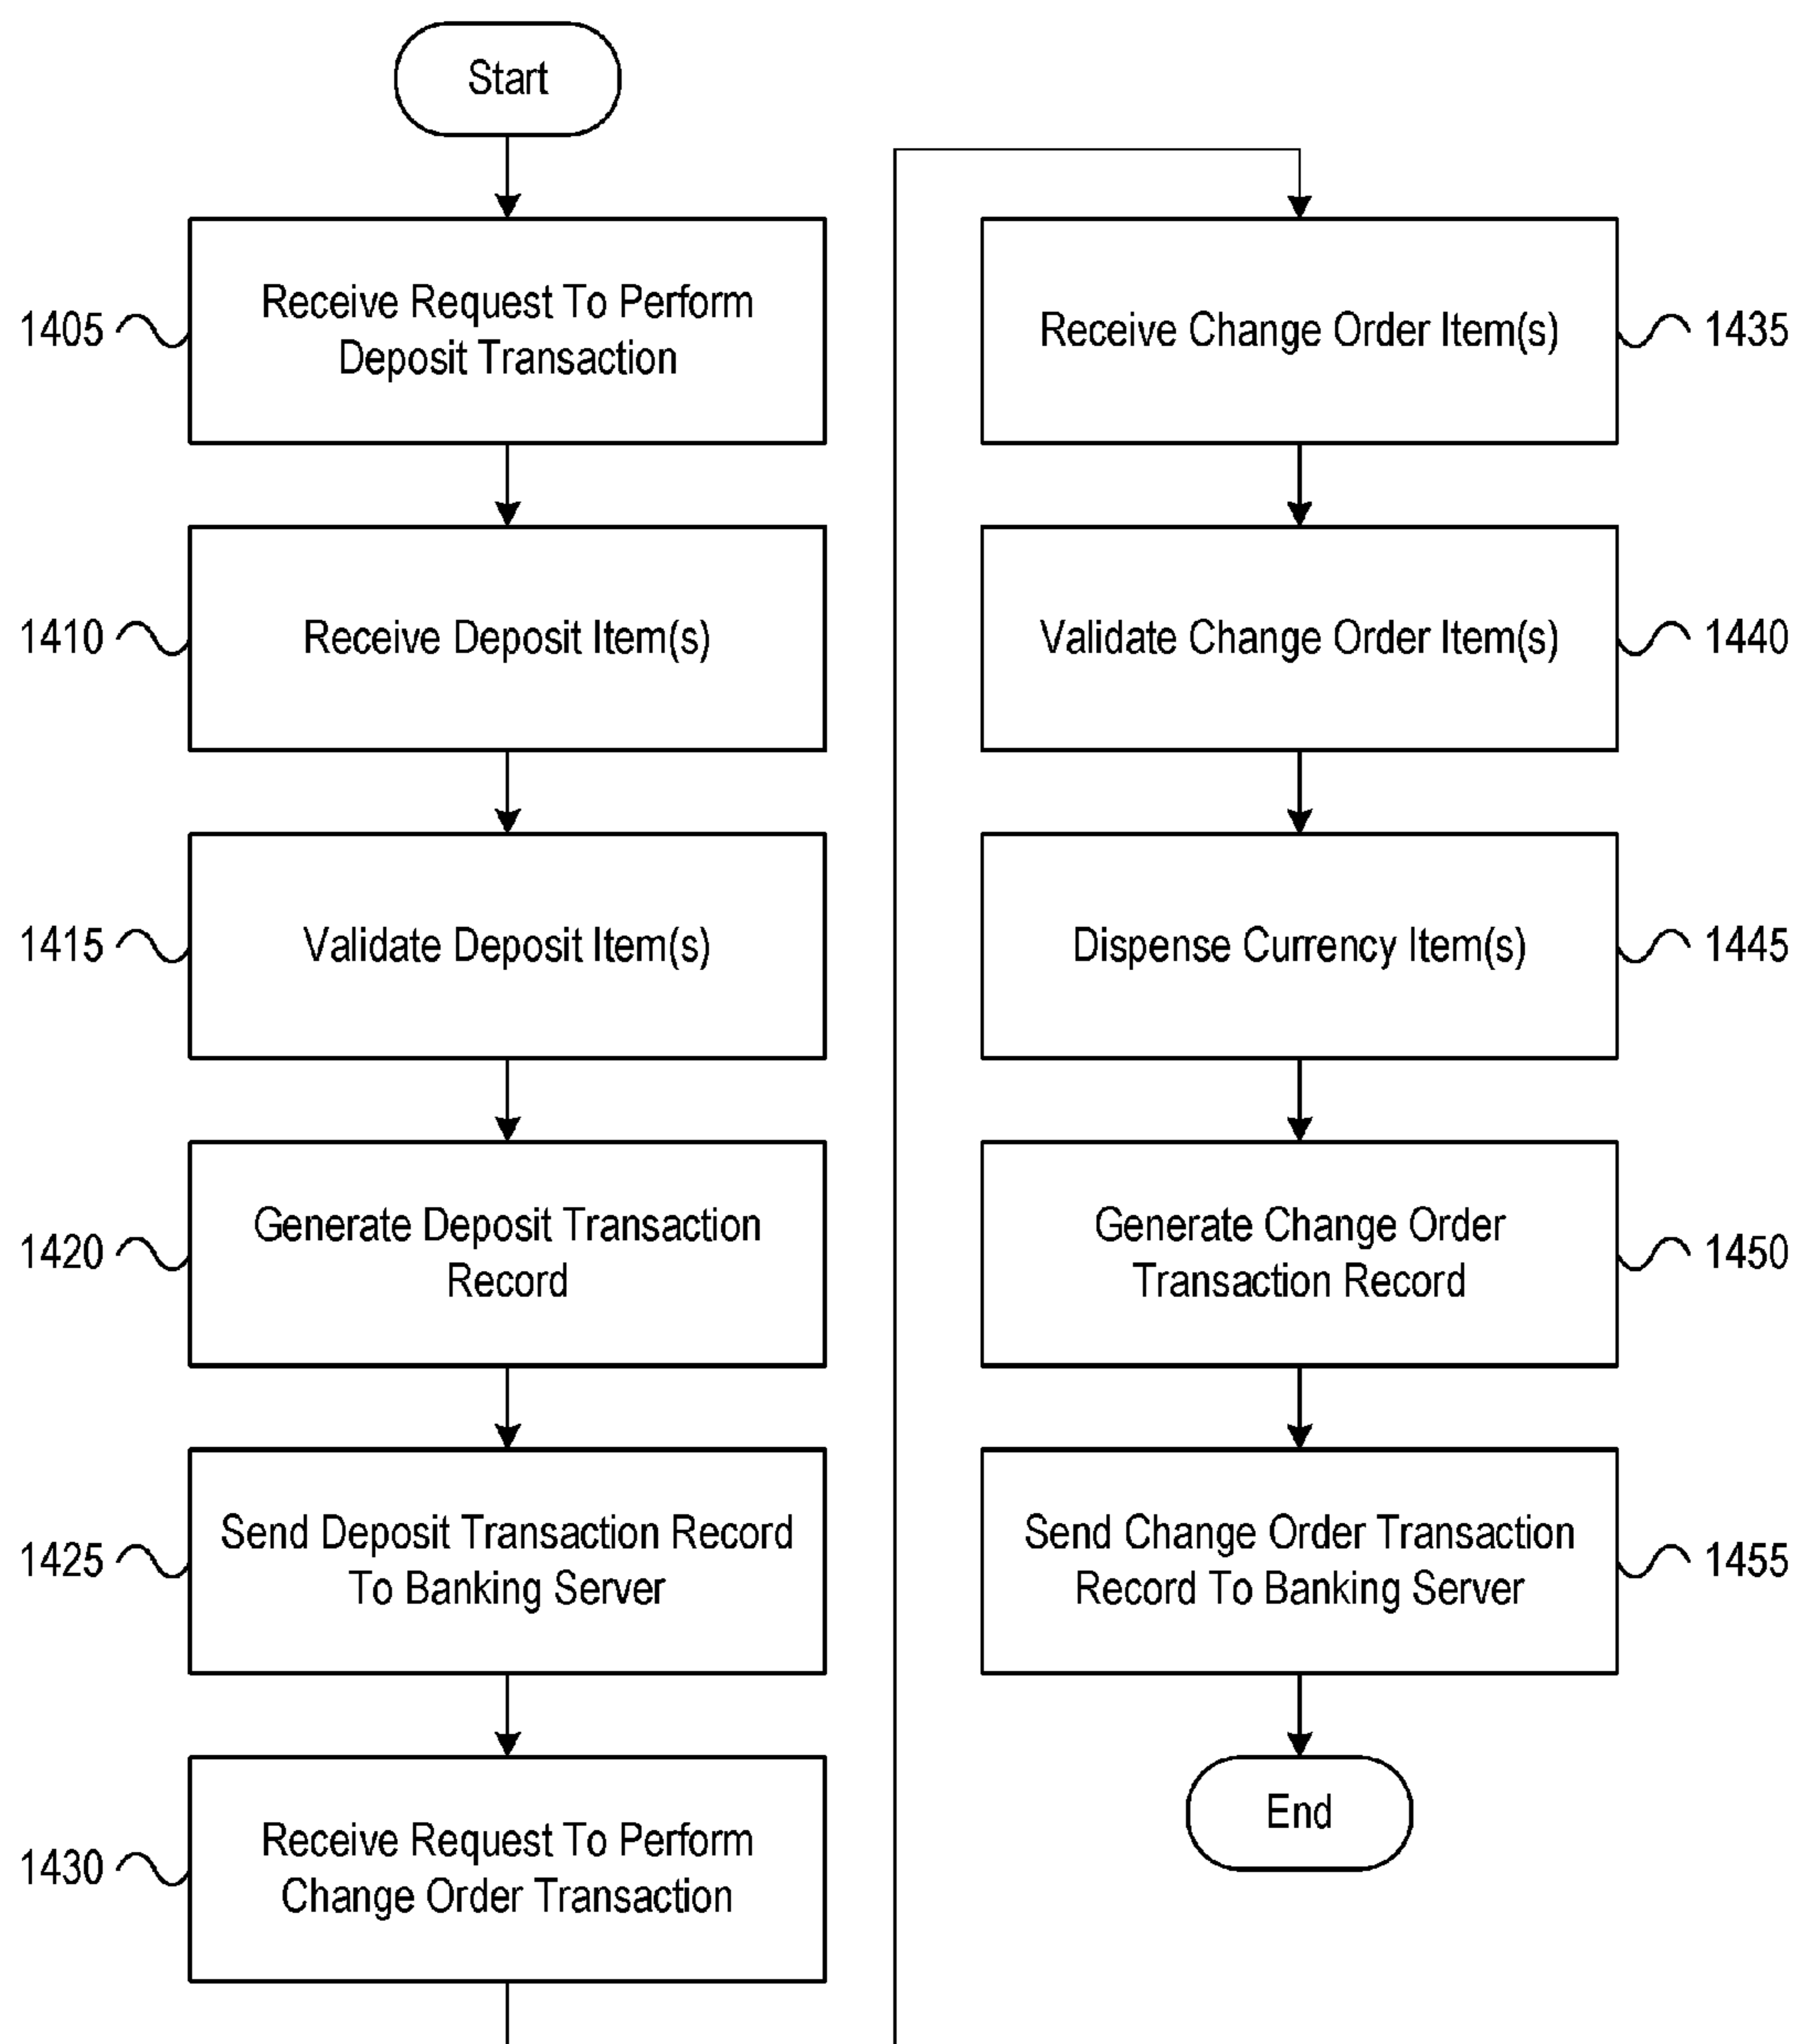 Start
1405
Receive Request To Perform
Deposit Transaction
1410
Receive Deposit Item(s)
1415
Validate Deposit Item(s)
1420
Generate Deposit Transaction
Record
1425
Send Deposit Transaction Record
To Banking Server
1430
Receive Request To Perform
Change Order Transaction
Receive Change Order Item(s)
1435
Validate Change Order Item(s)
1440
Dispense Currency Item(s)
1445
Generate Change Order
Transaction Record
1450
Send Change Order Transaction
Record To Banking Server
1455
End